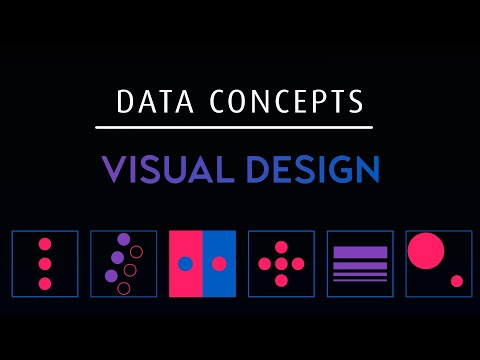 DATA CONCEPTS
VISUAL DESIGN